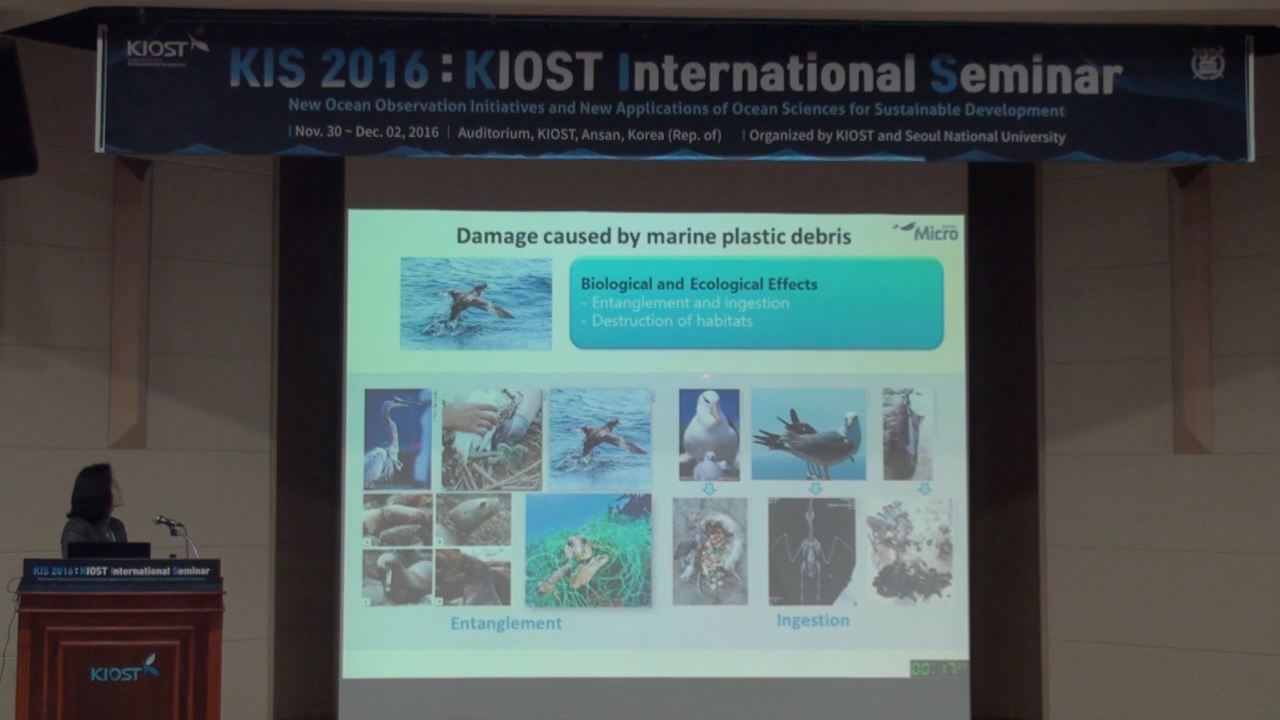 KIOST
KIS 2016 : KIOST International Seminar
New Ocean Observation Initiatives and New Applications of Ocean Sciences for Sustainable Development
Nov. 30 ~ Dec. 02, 2016 | Auditorium, KIOST, Ansan, Korea (Rep. of) | Organized by KIOST and Seoul National University
Damage caused by marine plastic debris
Micro
Biological and Ecological Effects
- Entanglement and ingestion
- Destruction of habitats
Entanglement
Ingestion
KIS 2016 : KIOST International Seminar
KIOST